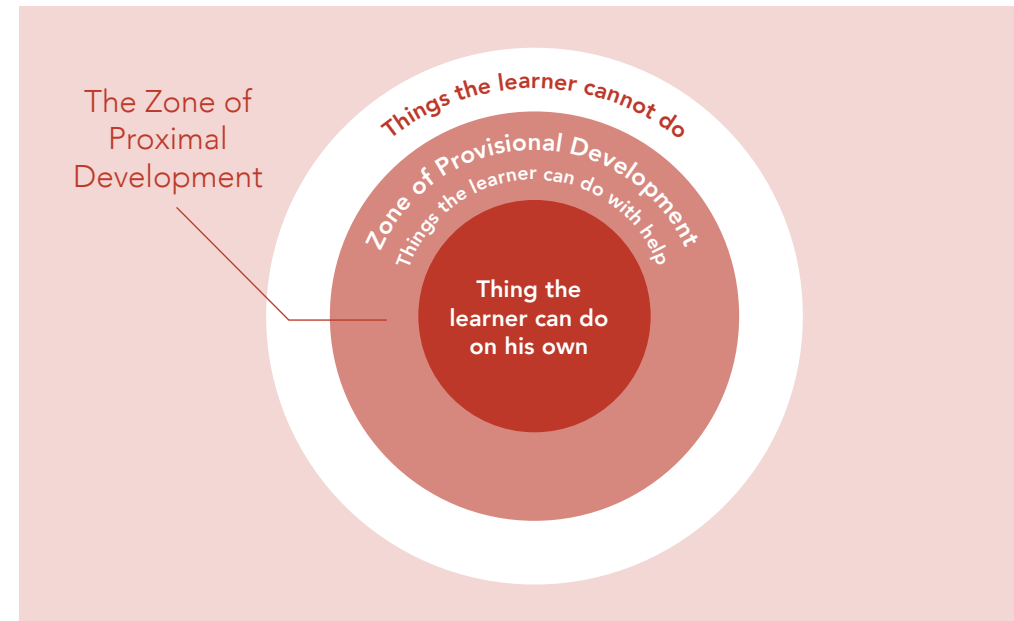 The Zone of
Proximal
Development
Things the learner cannot do
Zone of Provisional Development
Things the learner can do with help
Thing the
learner can do
on his own